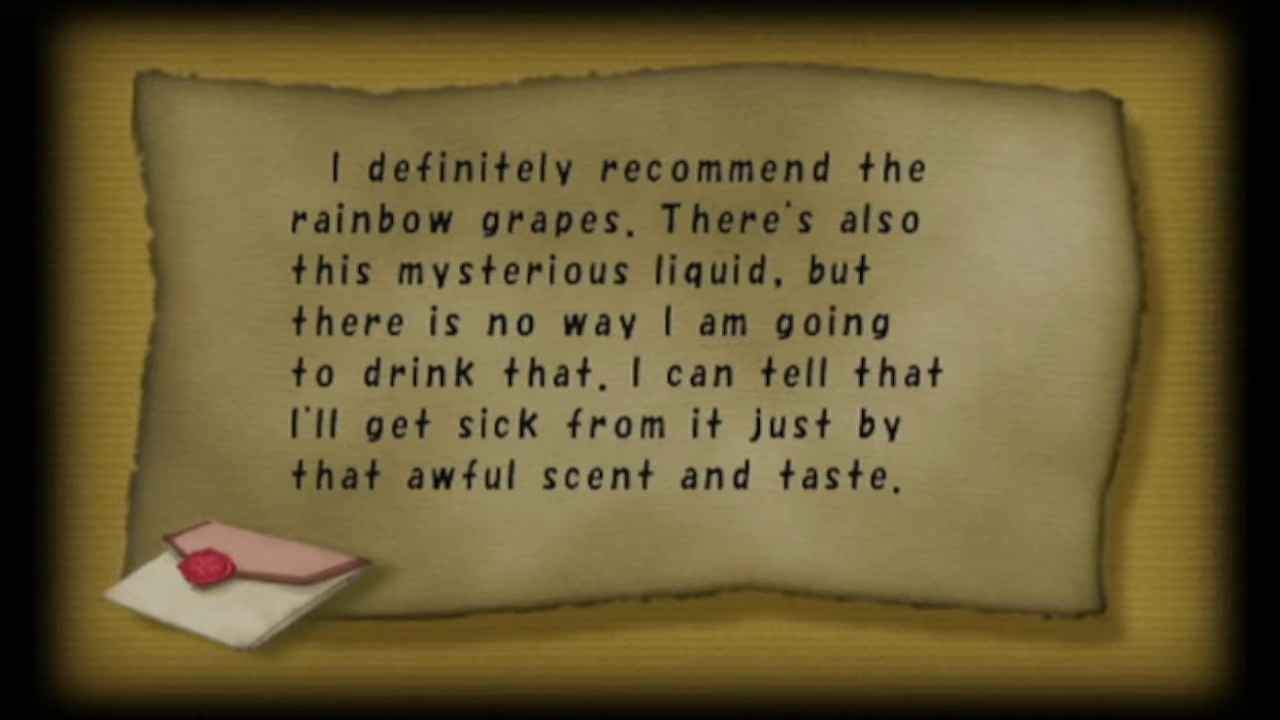 I definitely recommend the
rainbow grapes. There's also
this mysterious liquid, but
there is no way I am going
to drink that. I can tell that
I'll get sick from it just by
that awful scent and taste.